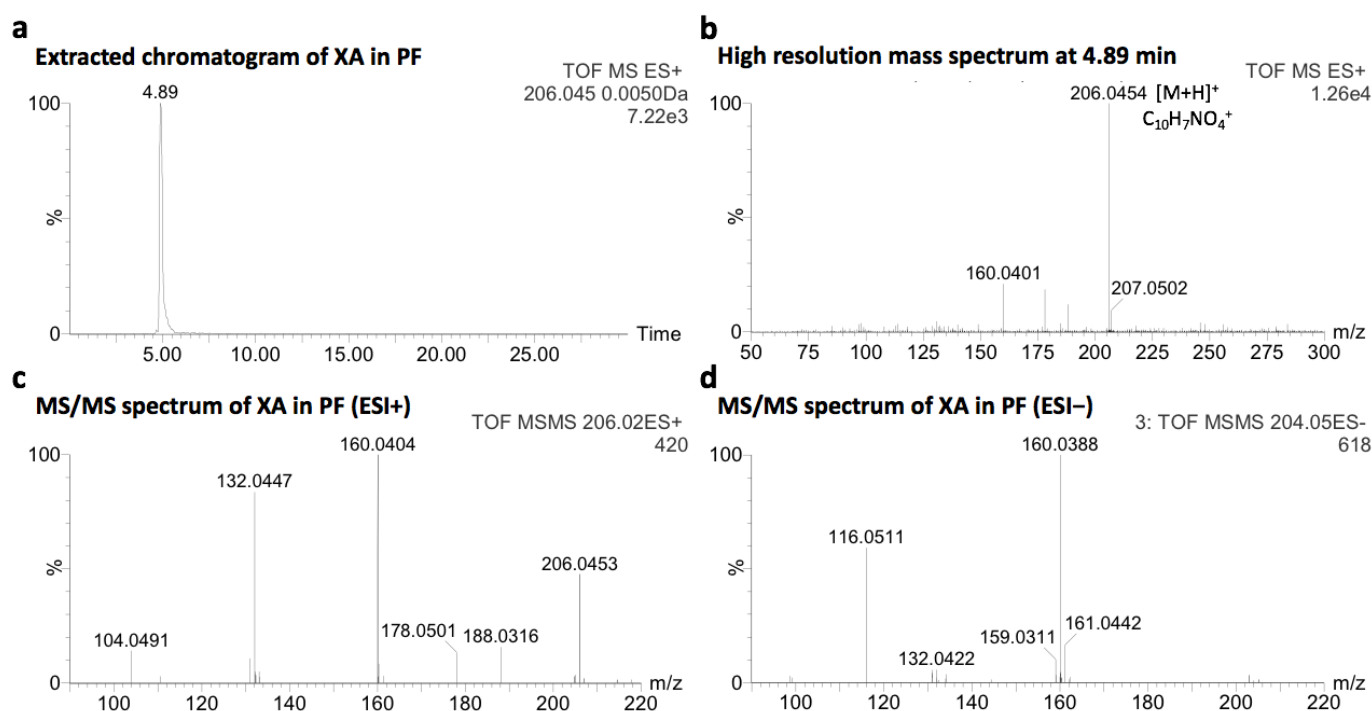 a
Extracted chromatogram of XA in PF
TOF MS ES+
206.045 0.0050Da
7.22e3
4.89
100
%
0
Time
5.00 10.00 15.00 20.00 25.00
b
High resolution mass spectrum at 4.89 min
TOF MS ES+
1.26e4
100
206.0454 [M+H]⁺
C₁₀H₇NO₄⁺
%
160.0401
207.0502
0
m/z
50 75 100 125 150 175 200 225 250 275 300
c
MS/MS spectrum of XA in PF (ESI+)
TOF MSMS 206.02ES+
420
100
160.0404
132.0447
%
206.0453
178.0501
188.0316
104.0491
0
m/z
100 120 140 160 180 200 220
d
MS/MS spectrum of XA in PF (ESI–)
3: TOF MSMS 204.05ES-
618
100
160.0388
116.0511
%
159.0311
161.0442
132.0422
0
m/z
100 120 140 160 180 200 220